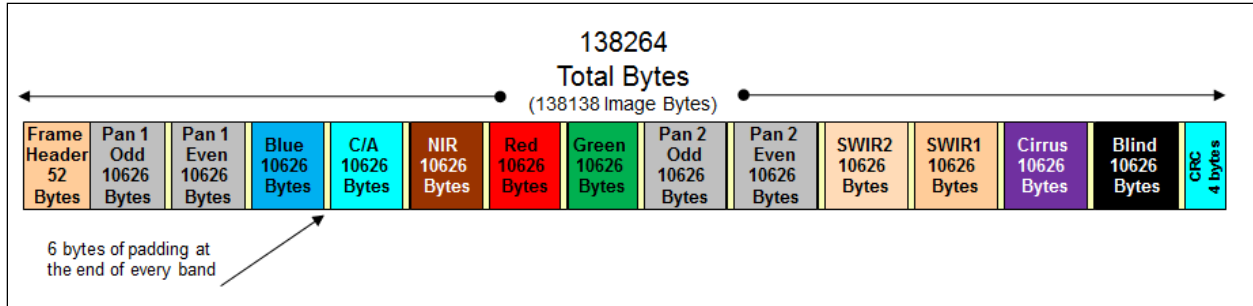 138264
Total Bytes
(138138 Image Bytes)
Frame
Header
52
Bytes
Pan 1
Odd
10626
Bytes
Pan 1
Even
10626
Bytes
Blue
10626
Bytes
C/A
10626
Bytes
NIR
10626
Bytes
Red
10626
Bytes
Green
10626
Bytes
Pan 2
Odd
10626
Bytes
Pan 2
Even
10626
Bytes
SWIR2
10626
Bytes
SWIR1
10626
Bytes
Cirrus
10626
Bytes
Blind
10626
Bytes
CRC
4 bytes
6 bytes of padding at
the end of every band